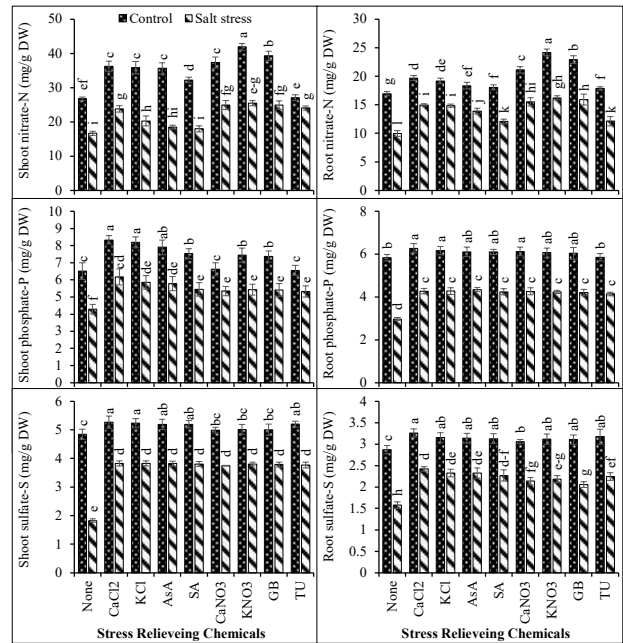 Control Salt stress
Shoot nitrate-N (mg/g DW)
50
40
30
20
10
0
ef c c c d c a b e
i g h hi i fg e-g fg g
Root nitrate-N (mg/g DW)
30
25
20
15
10
5
0
g d de ef f c a b f
l i i j k hi gh h k
Shoot phosphate-P (mg/g DW)
10
9
8
7
6
5
4
3
2
1
0
c a a ab b c ab b c
f cd de de e e e e e
Root phosphate-P (mg/g DW)
8
6
4
2
0
b a ab ab ab a ab ab b
d c c c c c c c c
Shoot sulfate-S (mg/g DW)
6
5
4
3
2
1
0
c a a ab ab bc bc bc ab
e d d d d d d d d
Root sulfate-S (mg/g DW)
4
3.5
3
2.5
2
1.5
1
0.5
0
c a ab ab ab b ab ab ab
h d de de d-f fg e-g g ef
None CaCl2 KCl AsA SA CaNO3 KNO3 GB TU
Stress Relieveing Chemicals
None CaCl2 KCl AsA SA CaNO3 KNO3 GB TU
Stress Relieveing Chemicals